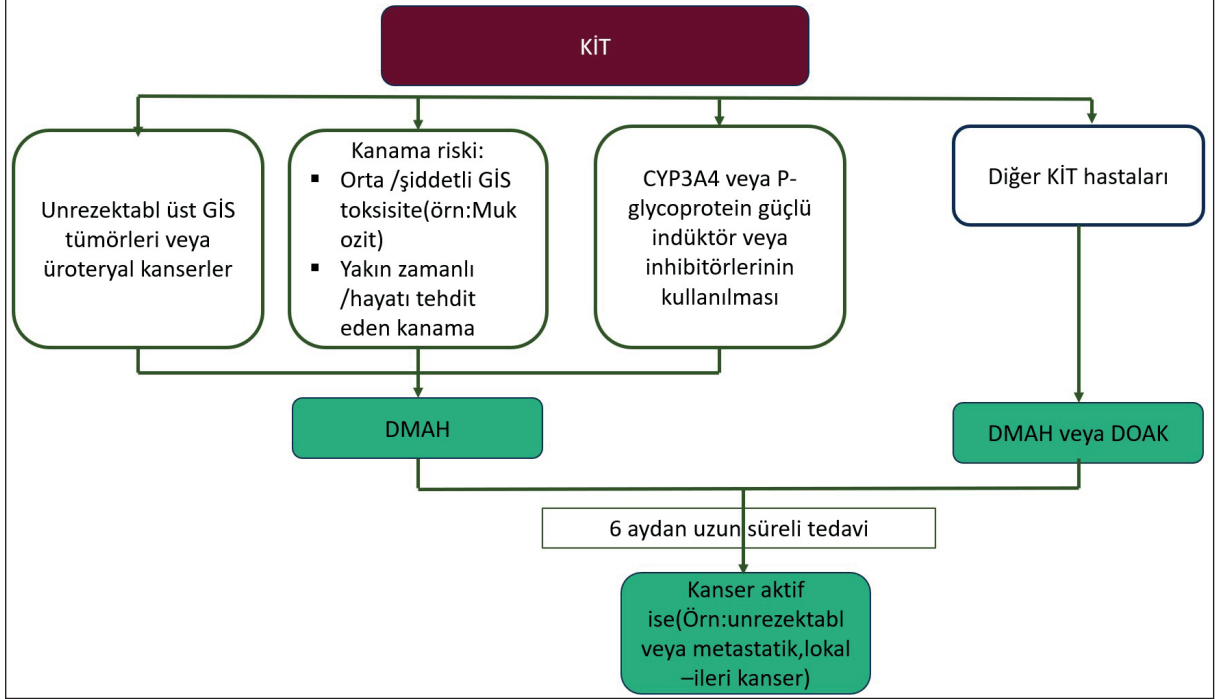 KİT
Unrezektabl üst GİS
tümörleri veya
üroteryal kanserler
Kanama riski:
▪ Orta /şiddetli GİS
toksisite(örn:Muk
ozit)
▪ Yakın zamanlı
/hayatı tehdit
eden kanama
CYP3A4 veya P-
glycoprotein güçlü
indüktör veya
inhibitörlerinin
kullanılması
Diğer KİT hastaları
DMAH
DMAH veya DOAK
6 aydan uzun süreli tedavi
Kanser aktif
ise(Örn:unrezektabl
veya metastatik,lokal
–ileri kanser)